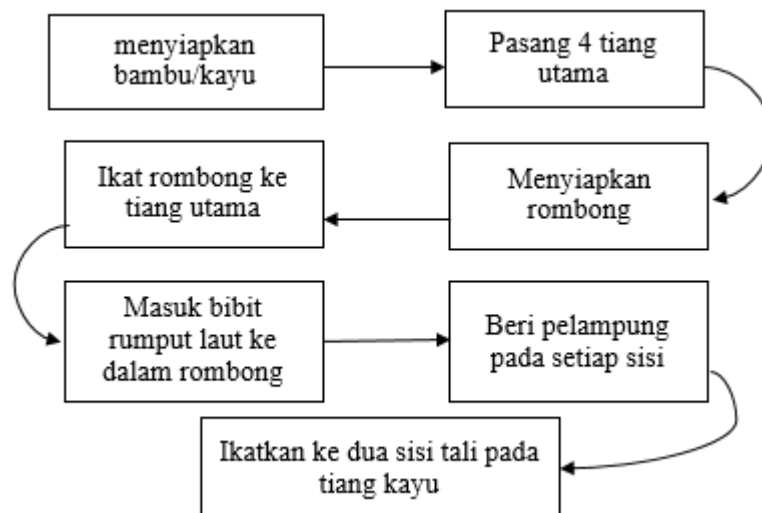 menyiapkan
bambu/kayu
Pasang 4 tiang
utama
Menyiapkan
rombong
Ikat rombong ke
tiang utama
Masuk bibit
rumput laut ke
dalam rombong
Beri pelampung
pada setiap sisi
Ikatkan ke dua sisi tali pada
tiang kayu